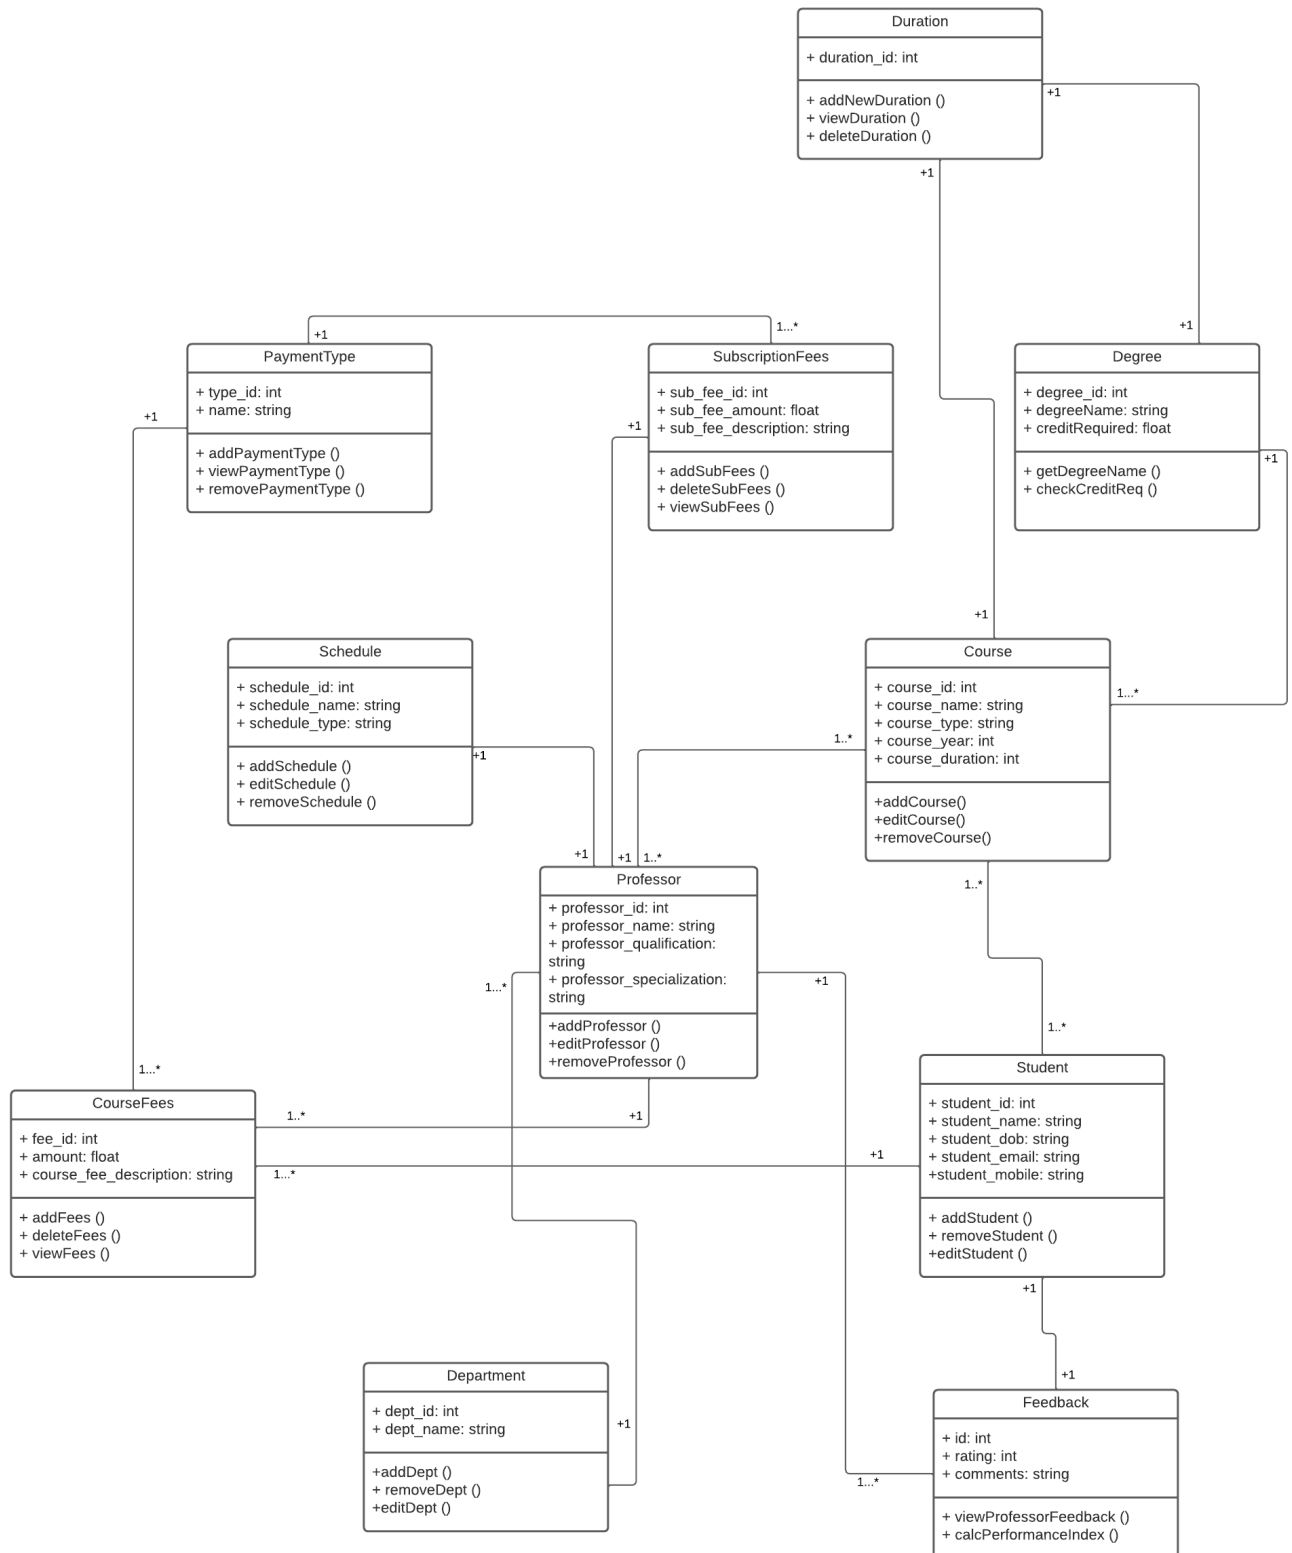 Duration
+ duration_id: int
+ addNewDuration ()
+ viewDuration ()
+ deleteDuration ()
+1
+1
+1
+1
1...*
+1
PaymentType
+ type_id: int
+ name: string
+ addPaymentType ()
+ viewPaymentType ()
+ removePaymentType ()
+1
SubscriptionFees
+ sub_fee_id: int
+ sub_fee_amount: float
+ sub_fee_description: string
+ addSubFees ()
+ deleteSubFees ()
+ viewSubFees ()
+1
Degree
+ degree_id: int
+ degreeName: string
+ creditRequired: float
+ getDegreeName ()
+ checkCreditReq ()
+1
+1
Schedule
+ schedule_id: int
+ schedule_name: string
+ schedule_type: string
+ addSchedule ()
+ editSchedule ()
+ removeSchedule ()
+1
Course
+ course_id: int
+ course_name: string
+ course_type: string
+ course_year: int
+ course_duration: int
+addCourse()
+editCourse()
+removeCourse()
1...*
1..*
+1
+1
1..*
1..*
Professor
+ professor_id: int
+ professor_name: string
+ professor_qualification:
string
+ professor_specialization:
string
+addProfessor ()
+editProfessor ()
+removeProfessor ()
1...*
+1
1..*
1...*
CourseFees
+ fee_id: int
+ amount: float
+ course_fee_description: string
+ addFees ()
+ deleteFees ()
+ viewFees ()
1..*
+1
1...*
+1
Student
+ student_id: int
+ student_name: string
+ student_dob: string
+ student_email: string
+student_mobile: string
+ addStudent ()
+ removeStudent ()
+editStudent ()
+1
+1
Department
+ dept_id: int
+ dept_name: string
+addDept ()
+ removeDept ()
+editDept ()
+1
Feedback
+ id: int
+ rating: int
+ comments: string
+ viewProfessorFeedback ()
+ calcPerformanceIndex ()
1...*